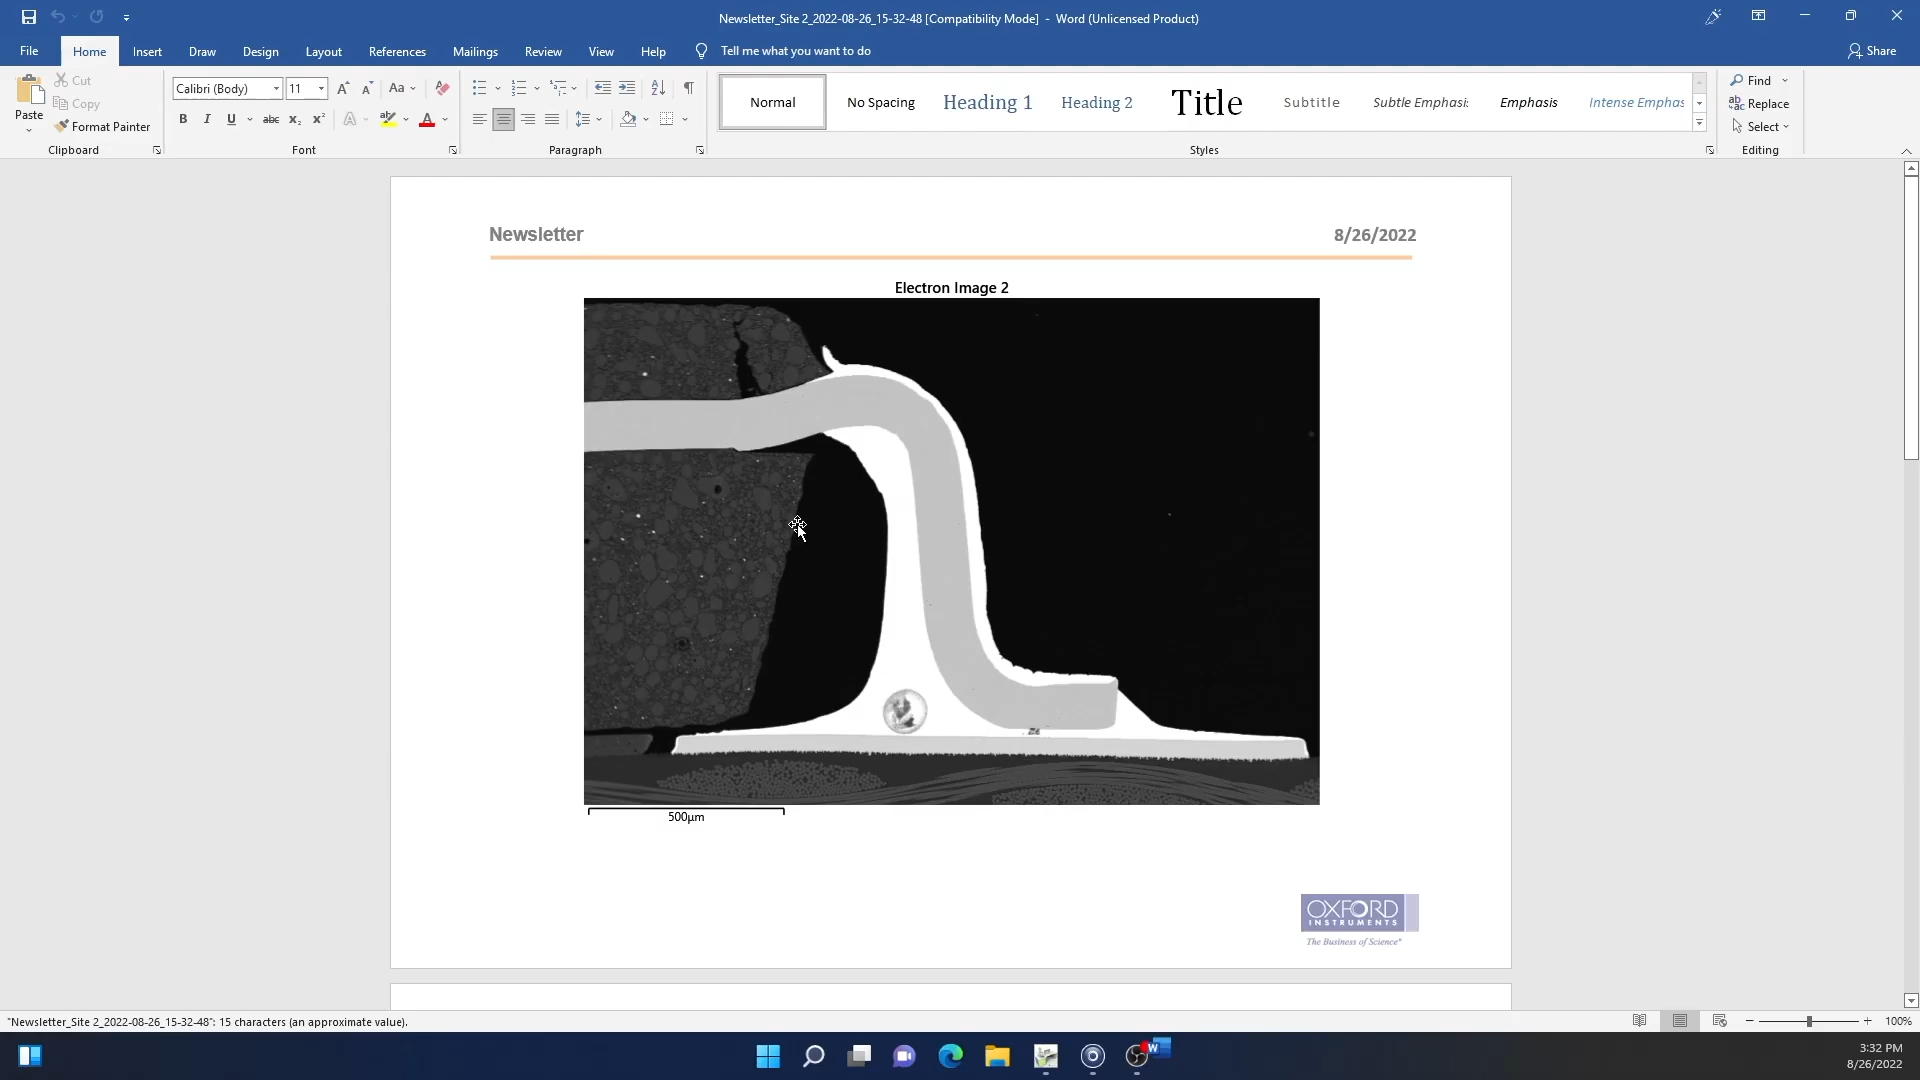 Newsletter_Site 2_2022-08-26_15-32-48 [Compatibility Mode] - Word (Unlicensed Product)
File Home Insert Draw Design Layout References Mailings Review View Help Tell me what you want to do Share
Paste
Cut
Copy
Format Painter
Clipboard
Calibri (Body) 11
Font
Paragraph
Normal No Spacing Heading 1 Heading 2 Title Subtitle Subtle Emphasis Emphasis Intense Emphas
Styles
Find
Replace
Select
Editing
Newsletter 8/26/2022
Electron Image 2
500µm
OXFORD
INSTRUMENTS
The Business of Science®
"Newsletter_Site 2_2022-08-26_15-32-48": 15 characters (an approximate value).
100%
3:32 PM
8/26/2022